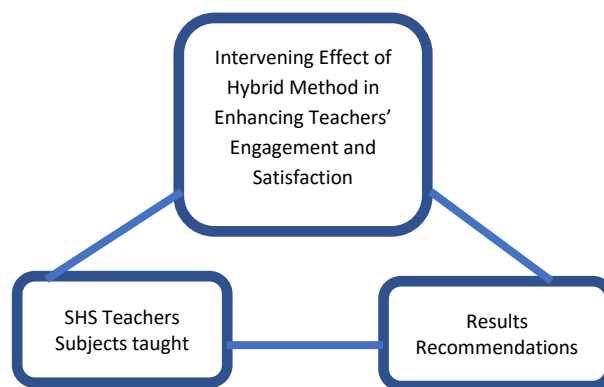 Intervening Effect of
Hybrid Method in
Enhancing Teachers’
Engagement and
Satisfaction
SHS Teachers
Subjects taught
Results
Recommendations